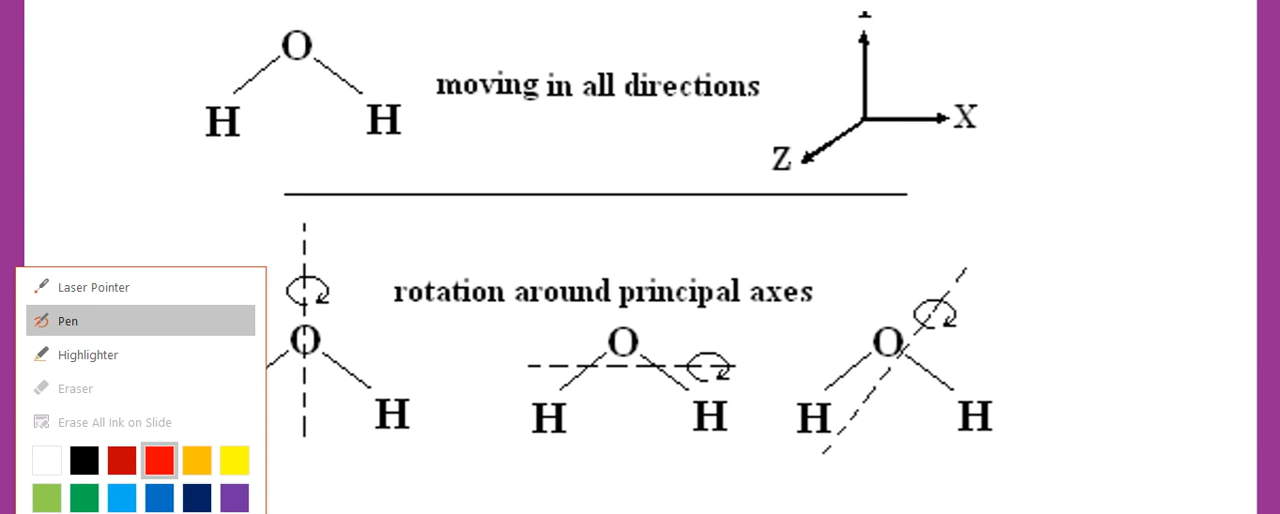 O
H
H
moving in all directions
X
Z
rotation around principal axes
O
H
O
H
H
O
H
H
Laser Pointer
Pen
Highlighter
Eraser
Erase All Ink on Slide